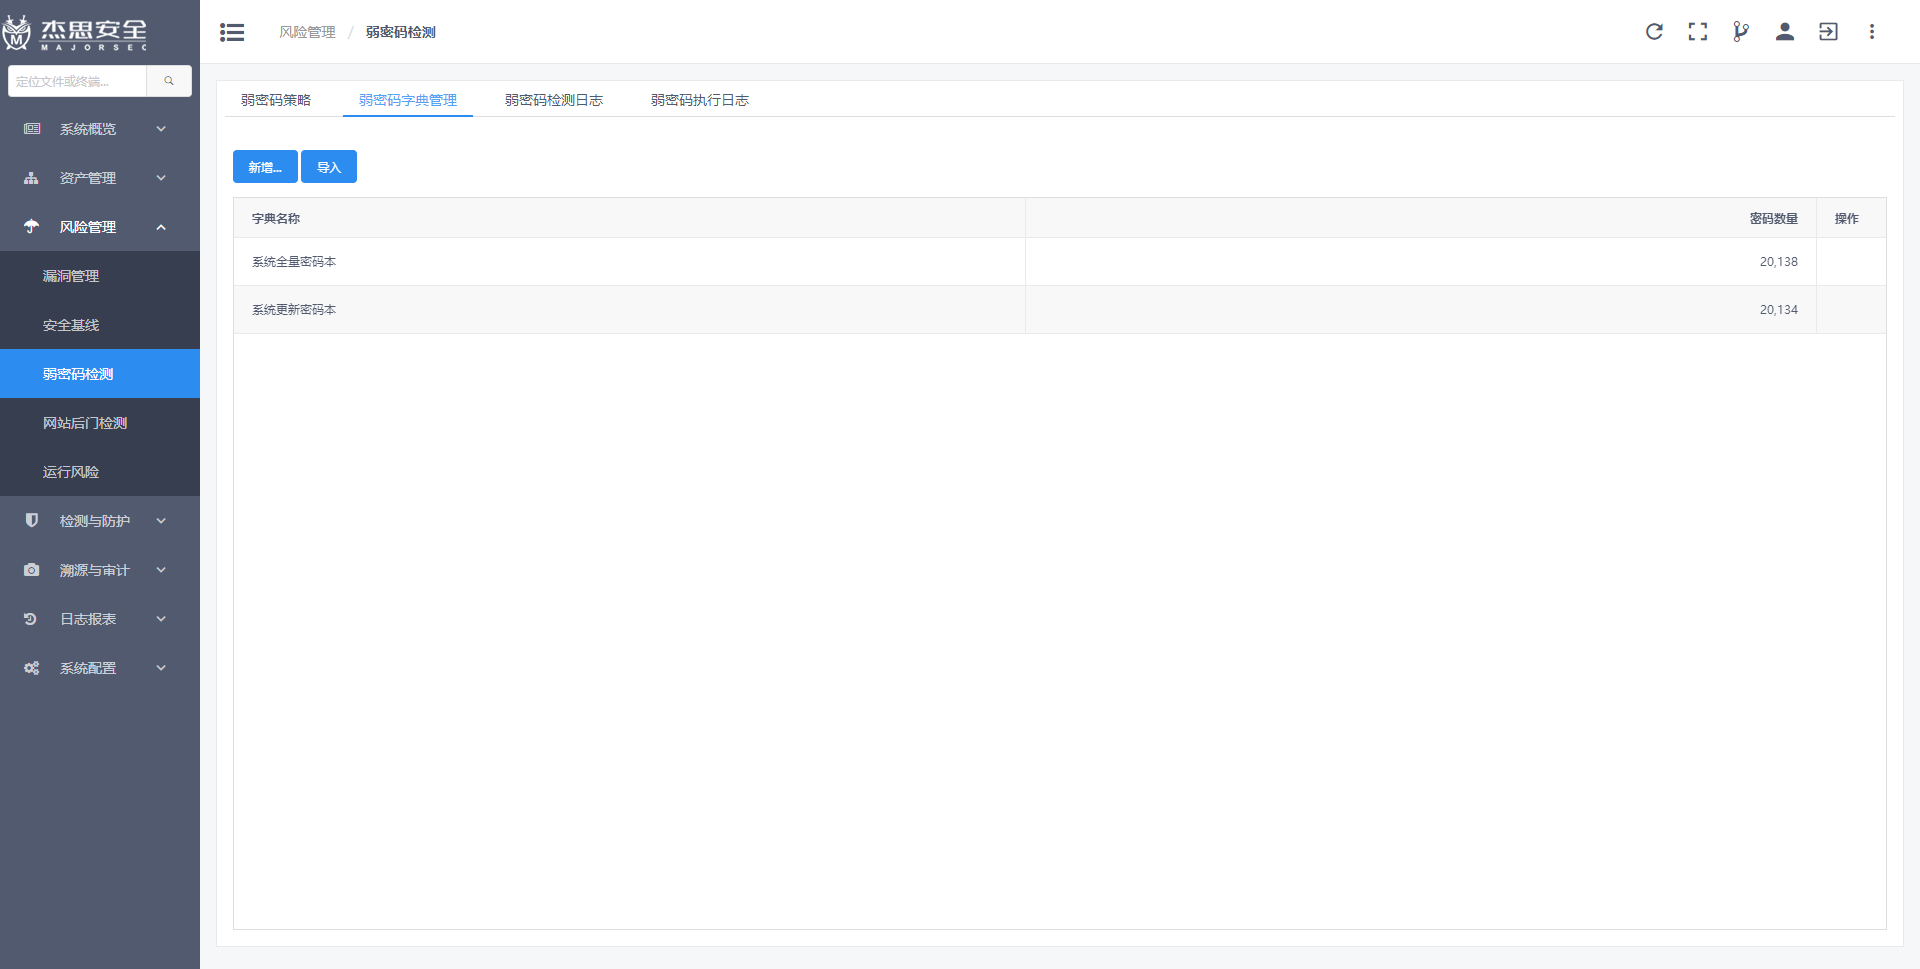 杰思安全
MAJORSEC
定位文件或终端...
系统概览
资产管理
风险管理
漏洞管理
安全基线
弱密码检测
网站后门检测
运行风险
检测与防护
溯源与审计
日志报表
系统配置
风险管理 / 弱密码检测
弱密码策略 弱密码字典管理 弱密码检测日志 弱密码执行日志
新增... 导入
字典名称 密码数量 操作
系统全量密码本 20,138
系统更新密码本 20,134